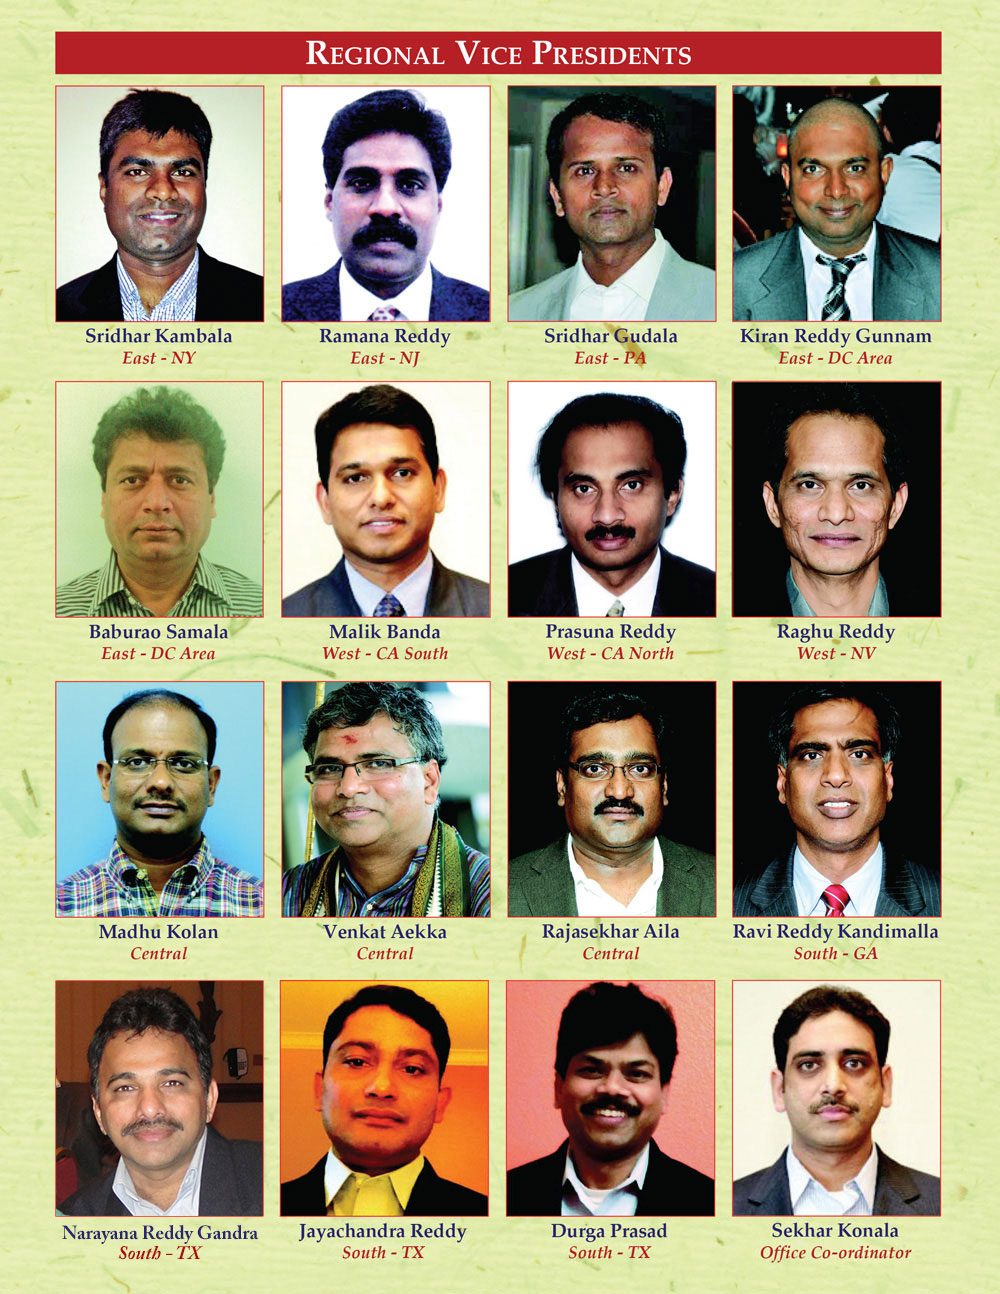 Regional Vice Presidents
Sridhar Kambala
East - NY
Ramana Reddy
East - NJ
Sridhar Gudala
East - PA
Kiran Reddy Gunnam
East - DC Area
Baburao Samala
East - DC Area
Malik Banda
West - CA South
Prasuna Reddy
West - CA North
Raghu Reddy
West - NV
Madhu Kolan
Central
Venkat Aekka
Central
Rajasekhar Aila
Central
Ravi Reddy Kandimalla
South - GA
Narayana Reddy Gandra
South - TX
Jayachandra Reddy
South - TX
Durga Prasad
South - TX
Sekhar Konala
Office Co-ordinator